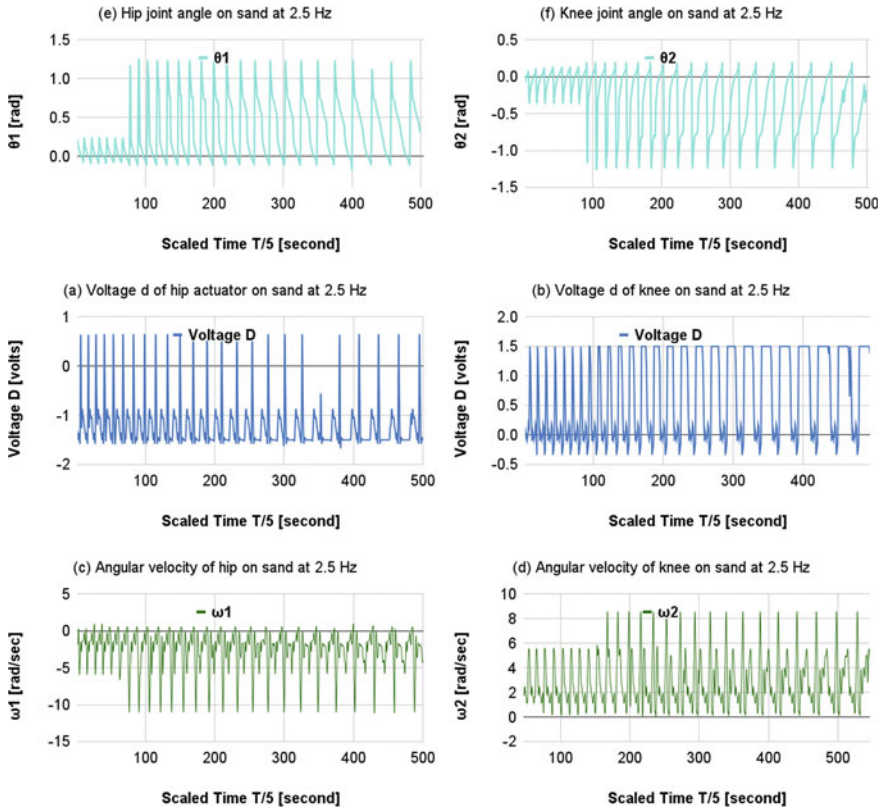 (e) Hip joint angle on sand at 2.5 Hz
1.5
1.0
0.5
0.0
θ1 [rad]
θ1
100 200 300 400 500
Scaled Time T/5 [second]
(f) Knee joint angle on sand at 2.5 Hz
0.5
0.0
-0.5
-1.0
-1.5
θ2 [rad]
θ2
100 200 300 400 500
Scaled Time T/5 [second]
(a) Voltage d of hip actuator on sand at 2.5 Hz
1
0
-1
-2
Voltage D [volts]
Voltage D
100 200 300 400 500
Scaled Time T/5 [second]
(b) Voltage d of knee on sand at 2.5 Hz
2.0
1.5
1.0
0.5
0.0
-0.5
Voltage D [volts]
Voltage D
100 200 300 400
Scaled Time T/5 [second]
(c) Angular velocity of hip on sand at 2.5 Hz
5
0
-5
-10
-15
ω1 [rad/sec]
ω1
100 200 300 400 500
Scaled Time T/5 [second]
(d) Angular velocity of knee on sand at 2.5 Hz
10
8
6
4
2
0
-2
ω2 [rad/sec]
ω2
100 200 300 400 500
Scaled Time T/5 [second]